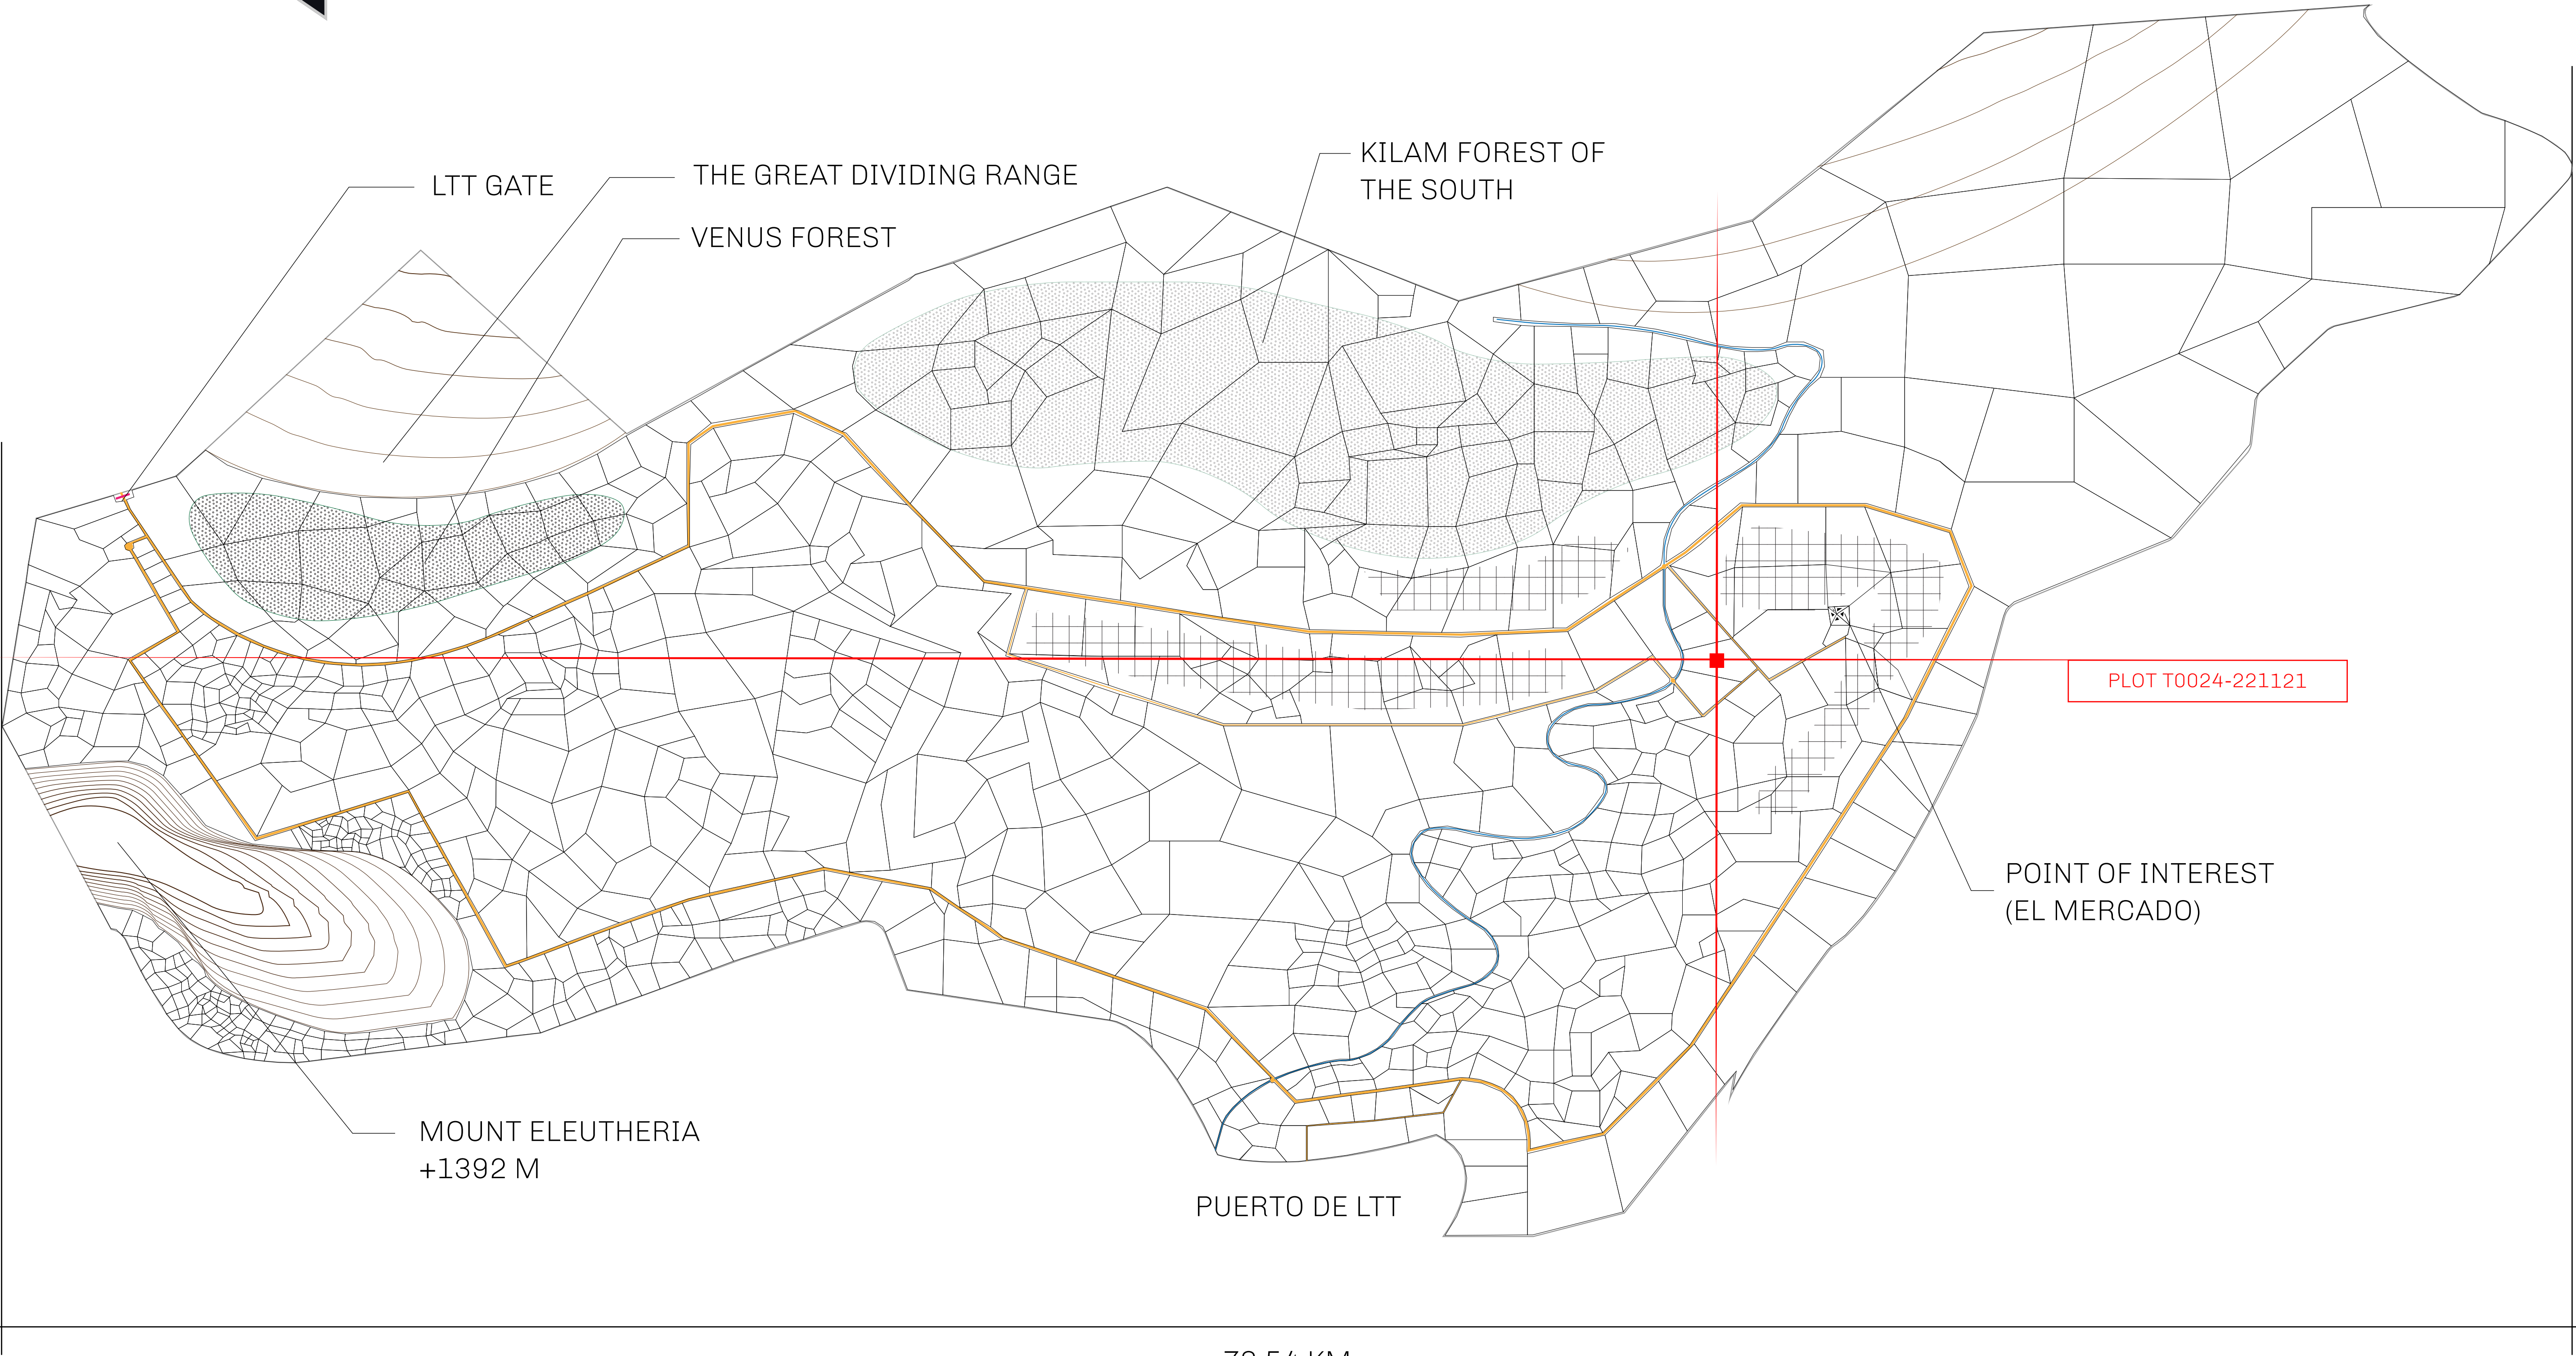 LTT GATE
THE GREAT DIVIDING RANGE
VENUS FOREST
KILAM FOREST OF
THE SOUTH
PLOT T0024-221121
POINT OF INTEREST
(EL MERCADO)
MOUNT ELEUTHERIA
+1392 M
PUERTO DE LTT
KM